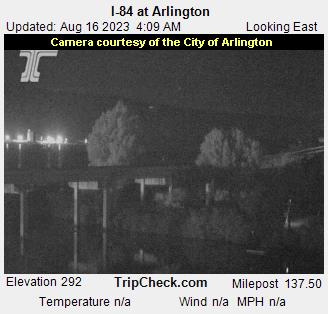 I-84 at Arlington
Updated: Aug 16 2023 4:09 AM Looking East
Camera courtesy of the City of Arlington
Elevation 292 TripCheck.com Milepost 137.50
Temperature n/a Wind n/a MPH n/a